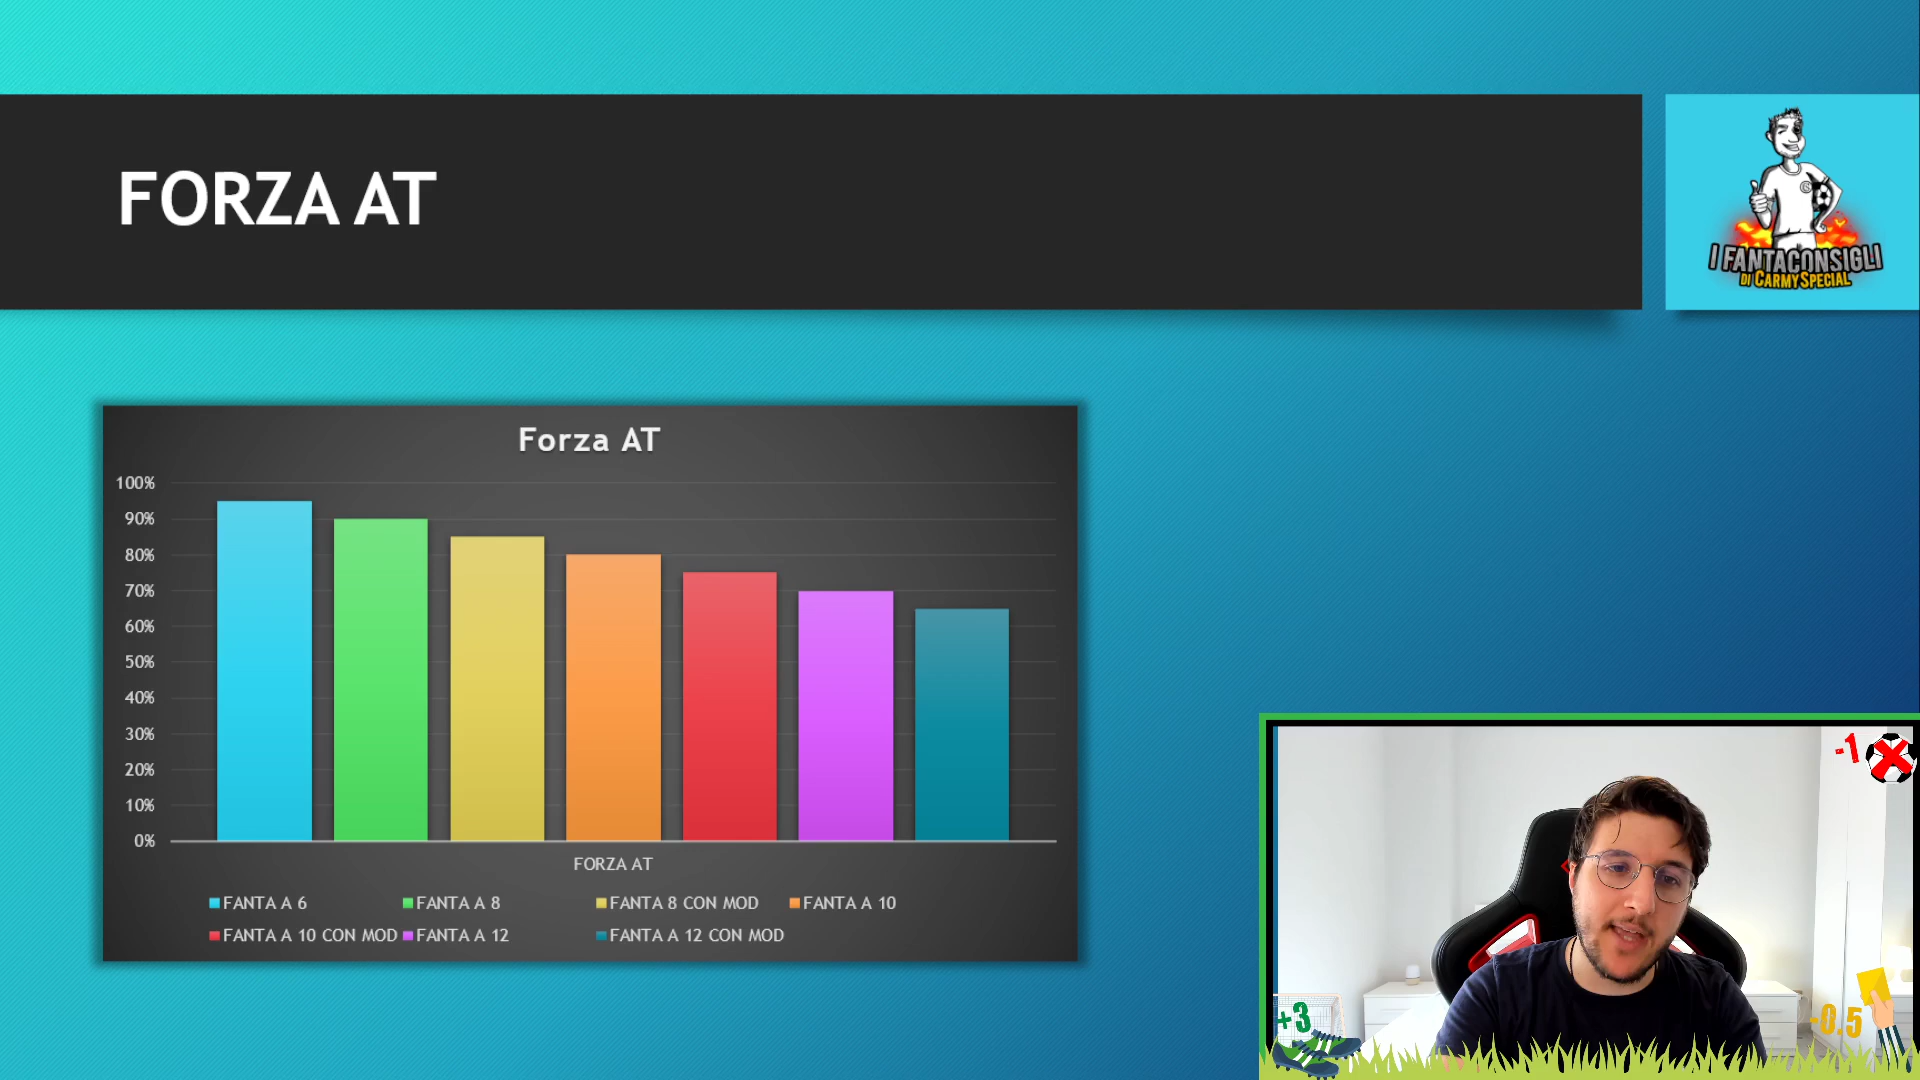 FORZA AT
I FANTACONSIGLI
DI CARMYSPECIAL
Forza AT
100%
90%
80%
70%
60%
50%
40%
30%
20%
10%
0%
FORZA AT
FANTA A 6 FANTA A 8 FANTA 8 CON MOD FANTA A 10
FANTA A 10 CON MOD FANTA A 12 FANTA A 12 CON MOD
-1
+3
-0.5